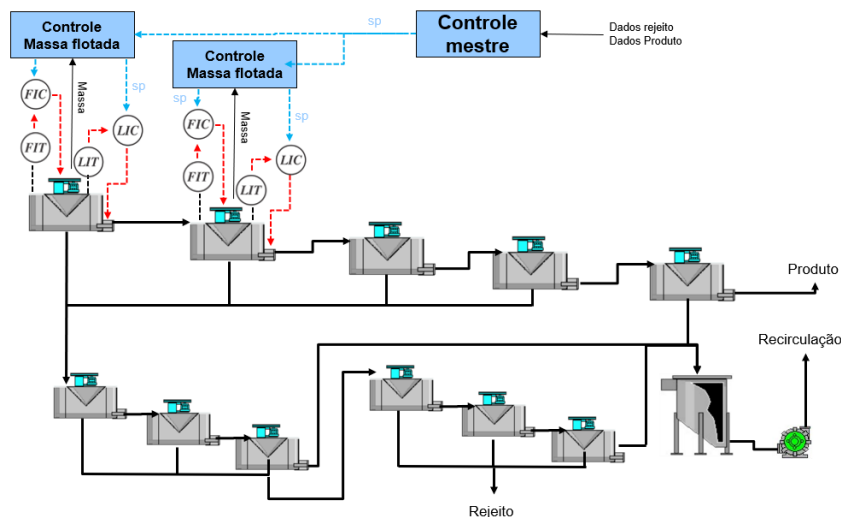 Controle
Massa flotada
sp
Controle
mestre
Dados rejeito
Dados Produto
Controle
Massa flotada
sp
Massa
sp
Massa
sp
FIC
LIC
FIC
FIT
LIT
LIC
FIT
LIT
Produto
Recirculação
Rejeito